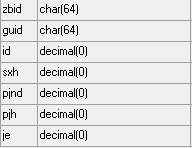 zbid char(64)
guid char(64)
id decimal(0)
sxh decimal(0)
pjnd decimal(0)
pjh decimal(0)
je decimal(0)